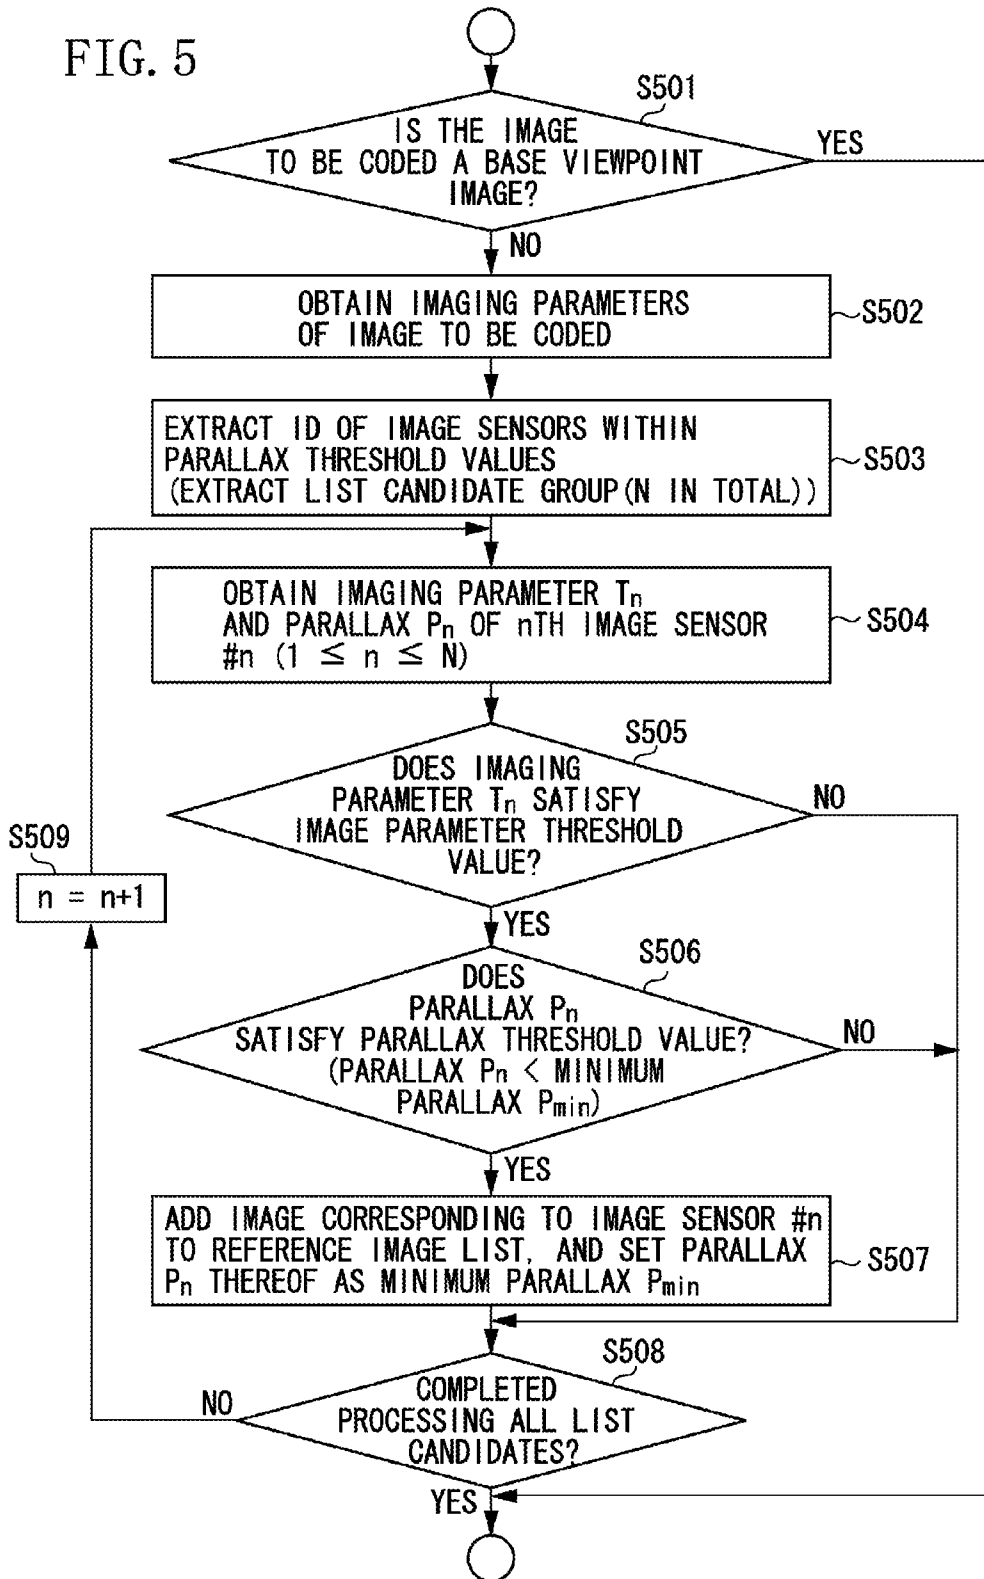 FIG. 5
S501
IS THE IMAGE
TO BE CODED A BASE VIEWPOINT
IMAGE?
YES
NO
OBTAIN IMAGING PARAMETERS
OF IMAGE TO BE CODED
S502
EXTRACT ID OF IMAGE SENSORS WITHIN
PARALLAX THRESHOLD VALUES
(EXTRACT LIST CANDIDATE GROUP(N IN TOTAL))
S503
OBTAIN IMAGING PARAMETER Tn
AND PARALLAX Pn OF nTH IMAGE SENSOR
#n (1 ≤ n ≤ N)
S504
S505
DOES IMAGING
PARAMETER Tn SATISFY
IMAGE PARAMETER THRESHOLD
VALUE?
NO
YES
S509
n = n+1
S506
DOES
PARALLAX Pn
SATISFY PARALLAX THRESHOLD VALUE?
(PARALLAX Pn < MINIMUM
PARALLAX Pmin)
NO
YES
ADD IMAGE CORRESPONDING TO IMAGE SENSOR #n
TO REFERENCE IMAGE LIST, AND SET PARALLAX
Pn THEREOF AS MINIMUM PARALLAX Pmin
S507
S508
COMPLETED
PROCESSING ALL LIST
CANDIDATES?
NO
YES